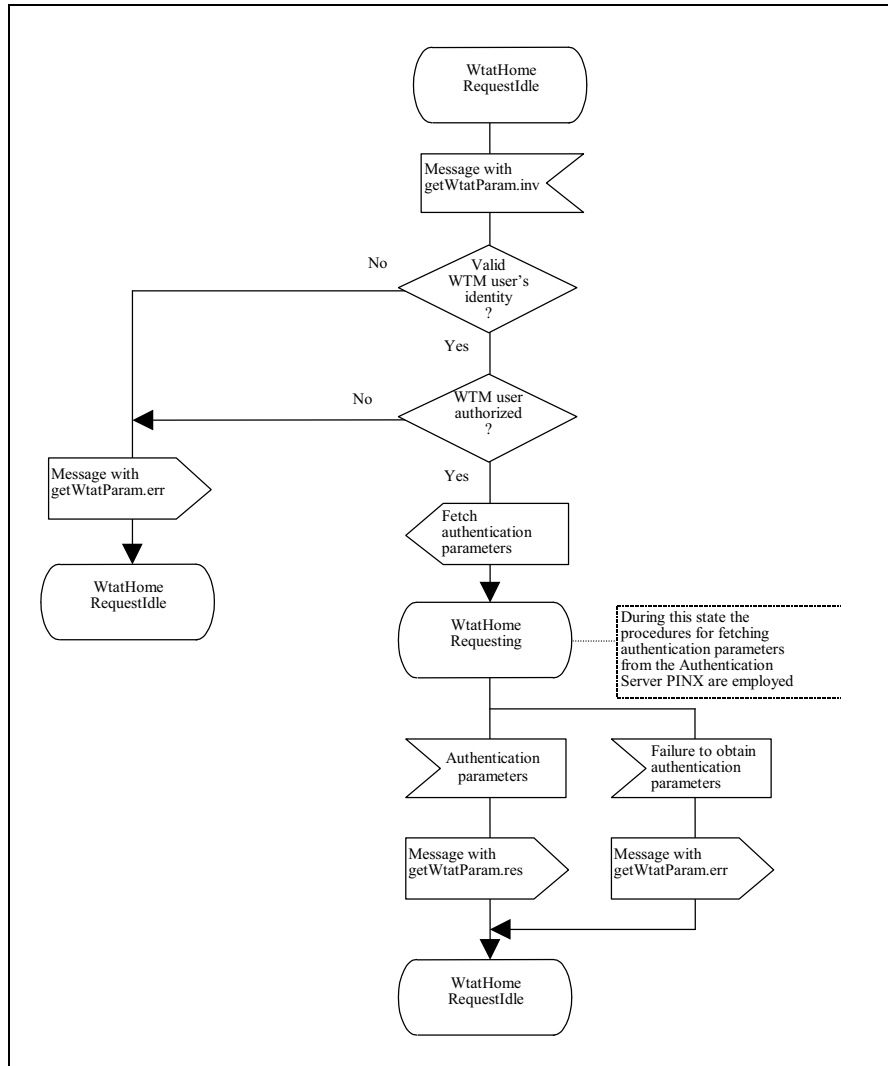 WtatHome
RequestIdle
Message with
getWtatParam.inv
No
Valid
WTM user's
identity
?
Yes
No
WTM user
authorized
?
Yes
Message with
getWtatParam.err
Fetch
authentication
parameters
WtatHome
RequestIdle
WtatHome
Requesting
During this state the
procedures for fetching
authentication parameters
from the Authentication
Server PINX are employed
Authentication
parameters
Failure to obtain
authentication
parameters
Message with
getWtatParam.res
Message with
getWtatParam.err
WtatHome
RequestIdle